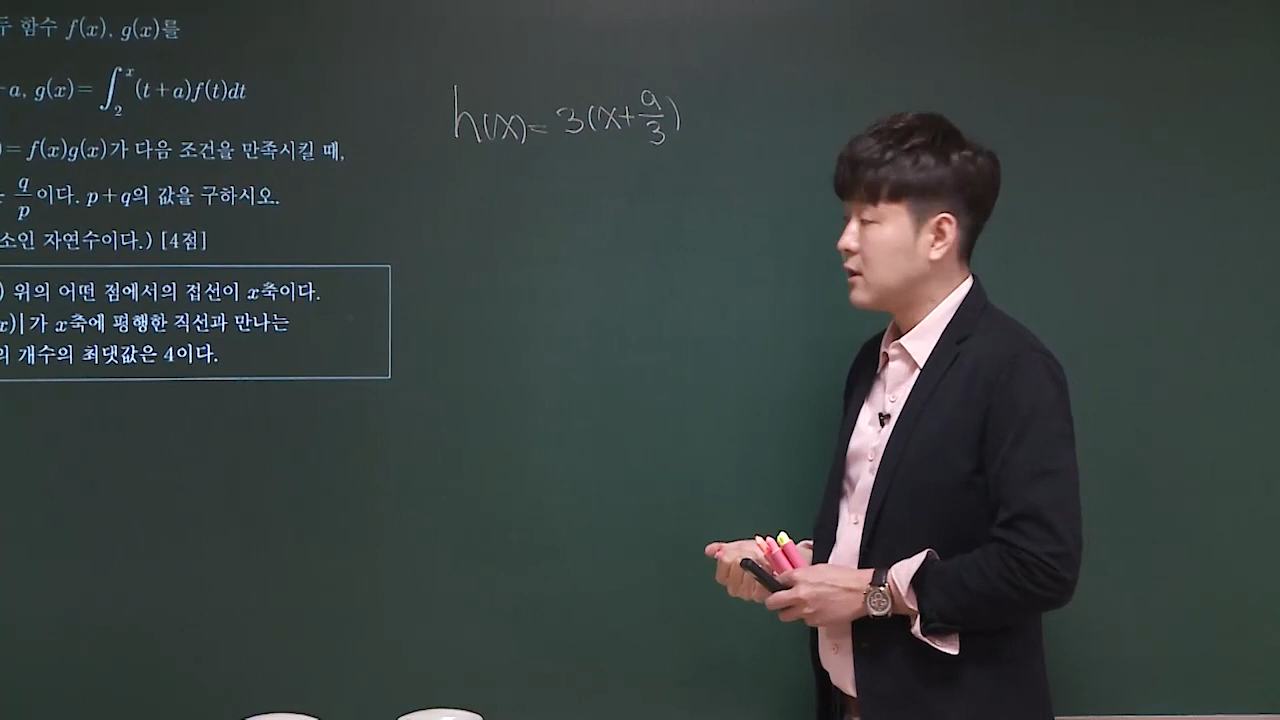 두 함수 f(x), g(x)를
-a, g(x)=∫₂ˣ(t+a)f(t)dt
)=f(x)g(x)가 다음 조건을 만족시킬 때,
q/p이다. p+q의 값을 구하시오.
소인 자연수이다.) [4점]
) 위의 어떤 점에서의 접선이 x축이다.
x)|가 x축에 평행한 직선과 만나는
의 개수의 최댓값은 4이다.
h(x)=3(x+a/3)